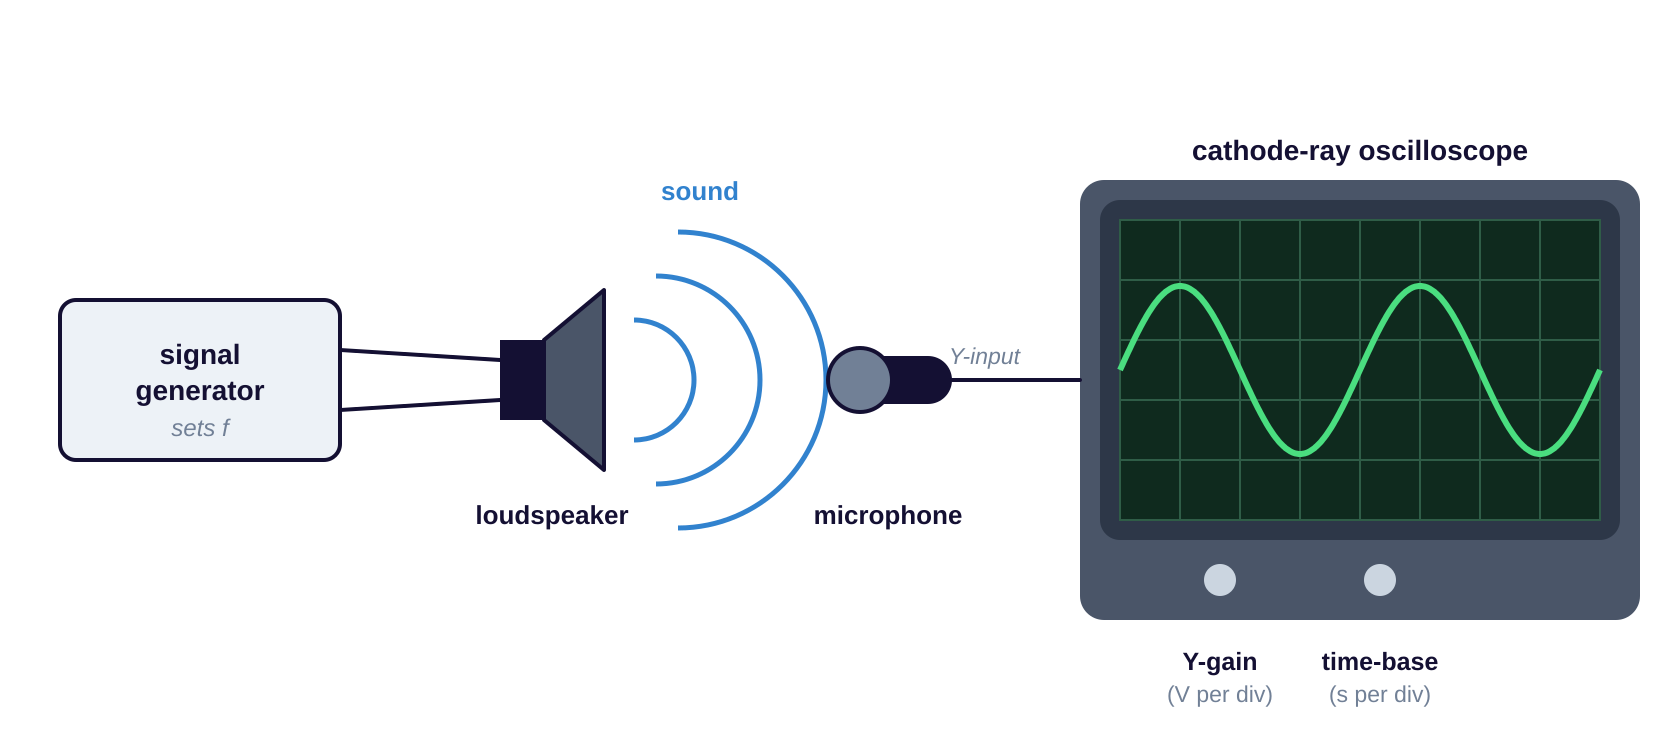 cathode-ray oscilloscope
sound
signal
generator
sets f
Y-input
loudspeaker
microphone
Y-gain
(V per div)
time-base
(s per div)